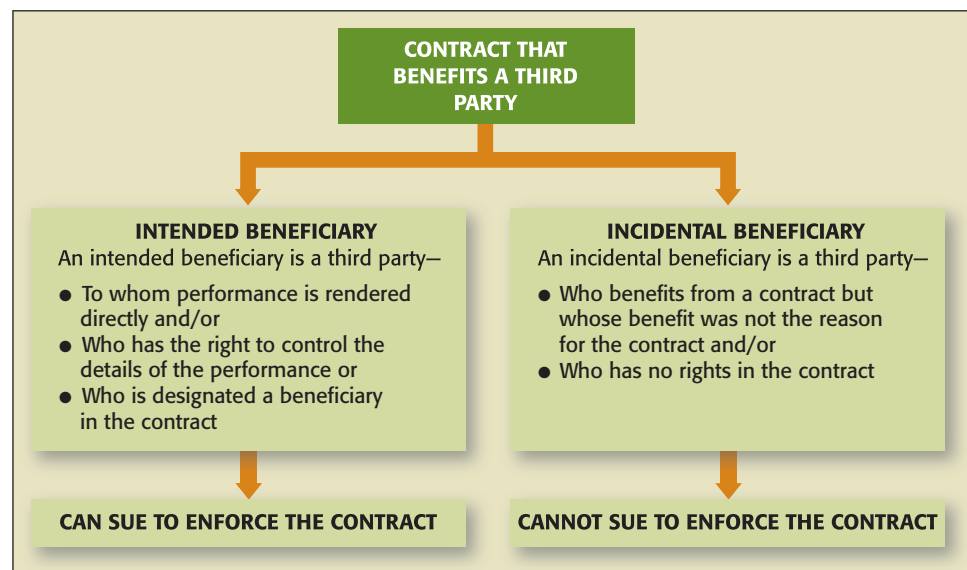 CONTRACT THAT
BENEFITS A THIRD
PARTY
INTENDED BENEFICIARY
An intended beneficiary is a third party—
● To whom performance is rendered
directly and/or
● Who has the right to control the
details of the performance or
● Who is designated a beneficiary
in the contract
CAN SUE TO ENFORCE THE CONTRACT
INCIDENTAL BENEFICIARY
An incidental beneficiary is a third party—
● Who benefits from a contract but
whose benefit was not the reason
for the contract and/or
● Who has no rights in the contract
CANNOT SUE TO ENFORCE THE CONTRACT